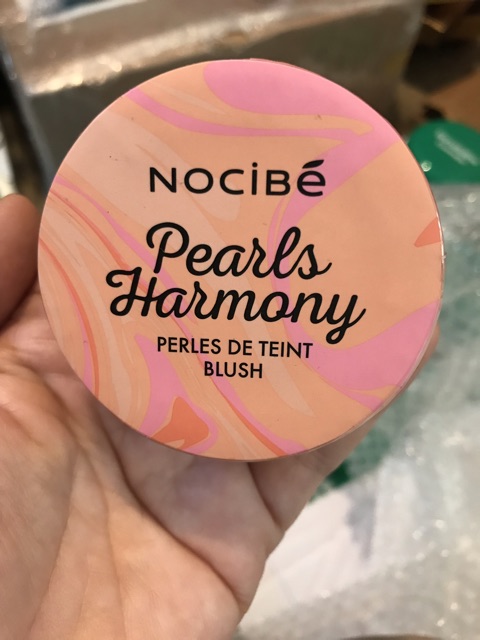 NOCiBé
Pearls
Harmony
PERLES DE TEINT
BLUSH